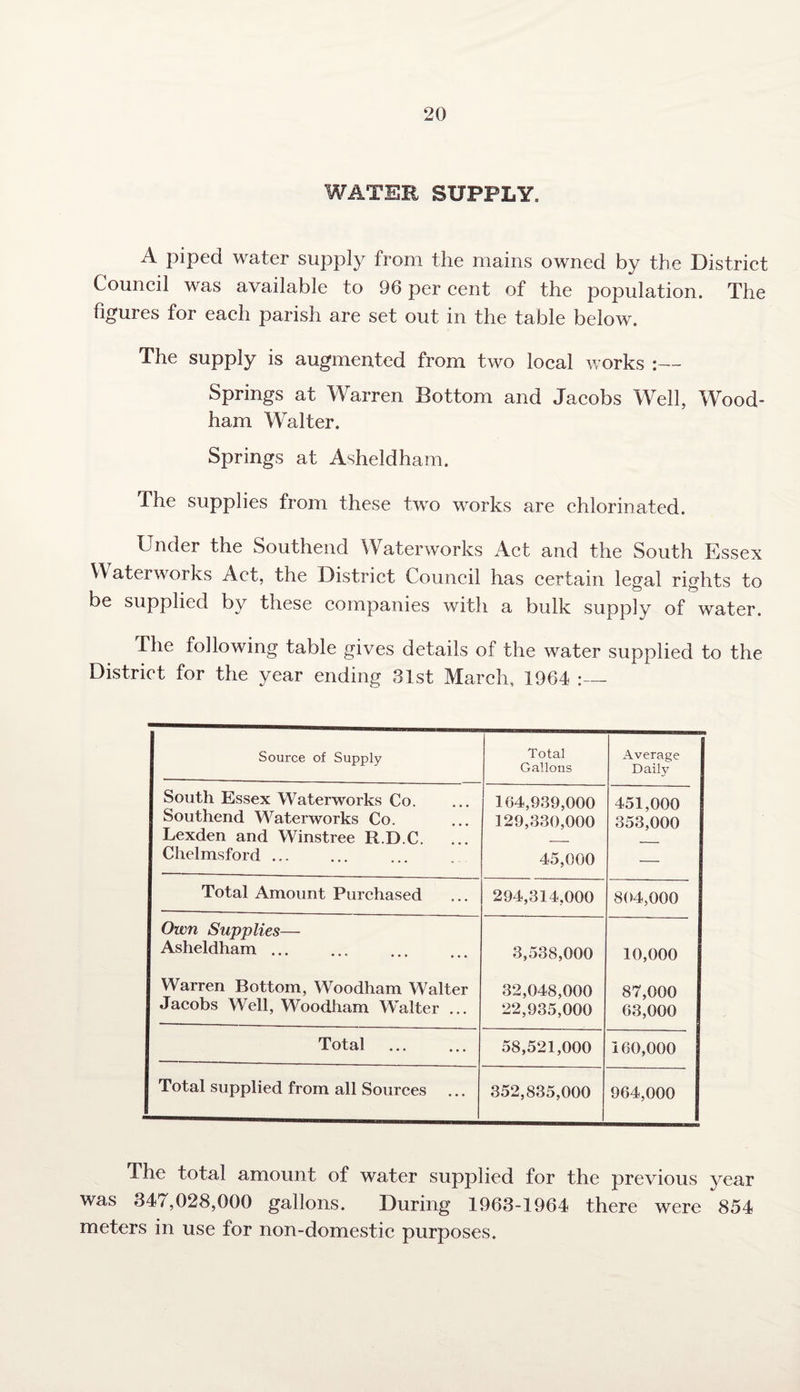 20
WATER SUPPLY.
A piped water supply from the mains owned by the District
Council was available to 96 per cent of the population. The
figures for each parish are set out in the table below.
The supply is augmented from two local works :—
Springs at Warren Bottom and Jacobs Well, Wood-
ham Walter.
Springs at Asheldham.
The supplies from these two works are chlorinated.
Under the Southend Waterworks Act and the South Essex
Waterworks Act, the District Council has certain legal rights to
be supplied by these companies with a bulk supply of water.
The following table gives details of the water supplied to the
District for the year ending 31st March, 1964 :—
Source of Supply Total Gallons Average Daily
South Essex Waterworks Co. ... 164,939,000 451,000
Southend Waterworks Co. ... 129,330,000 353,000
Lexden and Winstree R.D.C. ... — —
Chelmsford ... ... ... . 45,000 —
Total Amount Purchased ... 294,314,000 804,000
Own Supplies—
Asheldham ... ... ... ... 3,538,000 10,000
Warren Bottom, Woodham Walter 32,048,000 87,000
Jacobs Well, Woodham Walter ... 22,935,000 63,000
Total ... ... 58,521,000 160,000
Total supplied from all Sources ... 352,835,000 964,000
The total amount of water supplied for the previous year
was 347,028,000 gallons. During 1963-1964 there were 854
meters in use for non-domestic purposes.